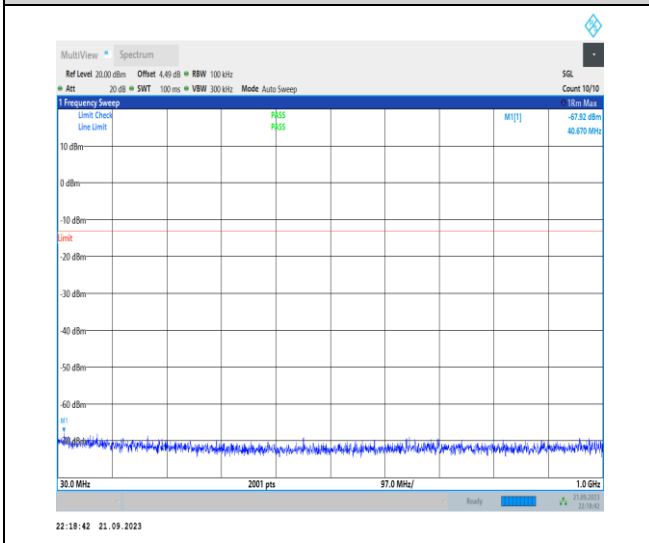 MultiView Spectrum
Ref Level 20.00 dBm Offset 4.49 dB RBW 100 kHz SGL
Att 20 dB SWT 100 ms VBW 300 kHz Mode Auto Sweep Count 10/10
1 Frequency Sweep 1Rm Max
Limit Check PASS M1[1] -67.92 dBm
Line Limit PASS 40.670 MHz
10 dBm
0 dBm
-10 dBm
Limit
-20 dBm
-30 dBm
-40 dBm
-50 dBm
-60 dBm
M1
30.0 MHz 2001 pts 97.0 MHz/ 1.0 GHz
Ready 21.09.2023
22:18:42
22:18:42 21.09.2023